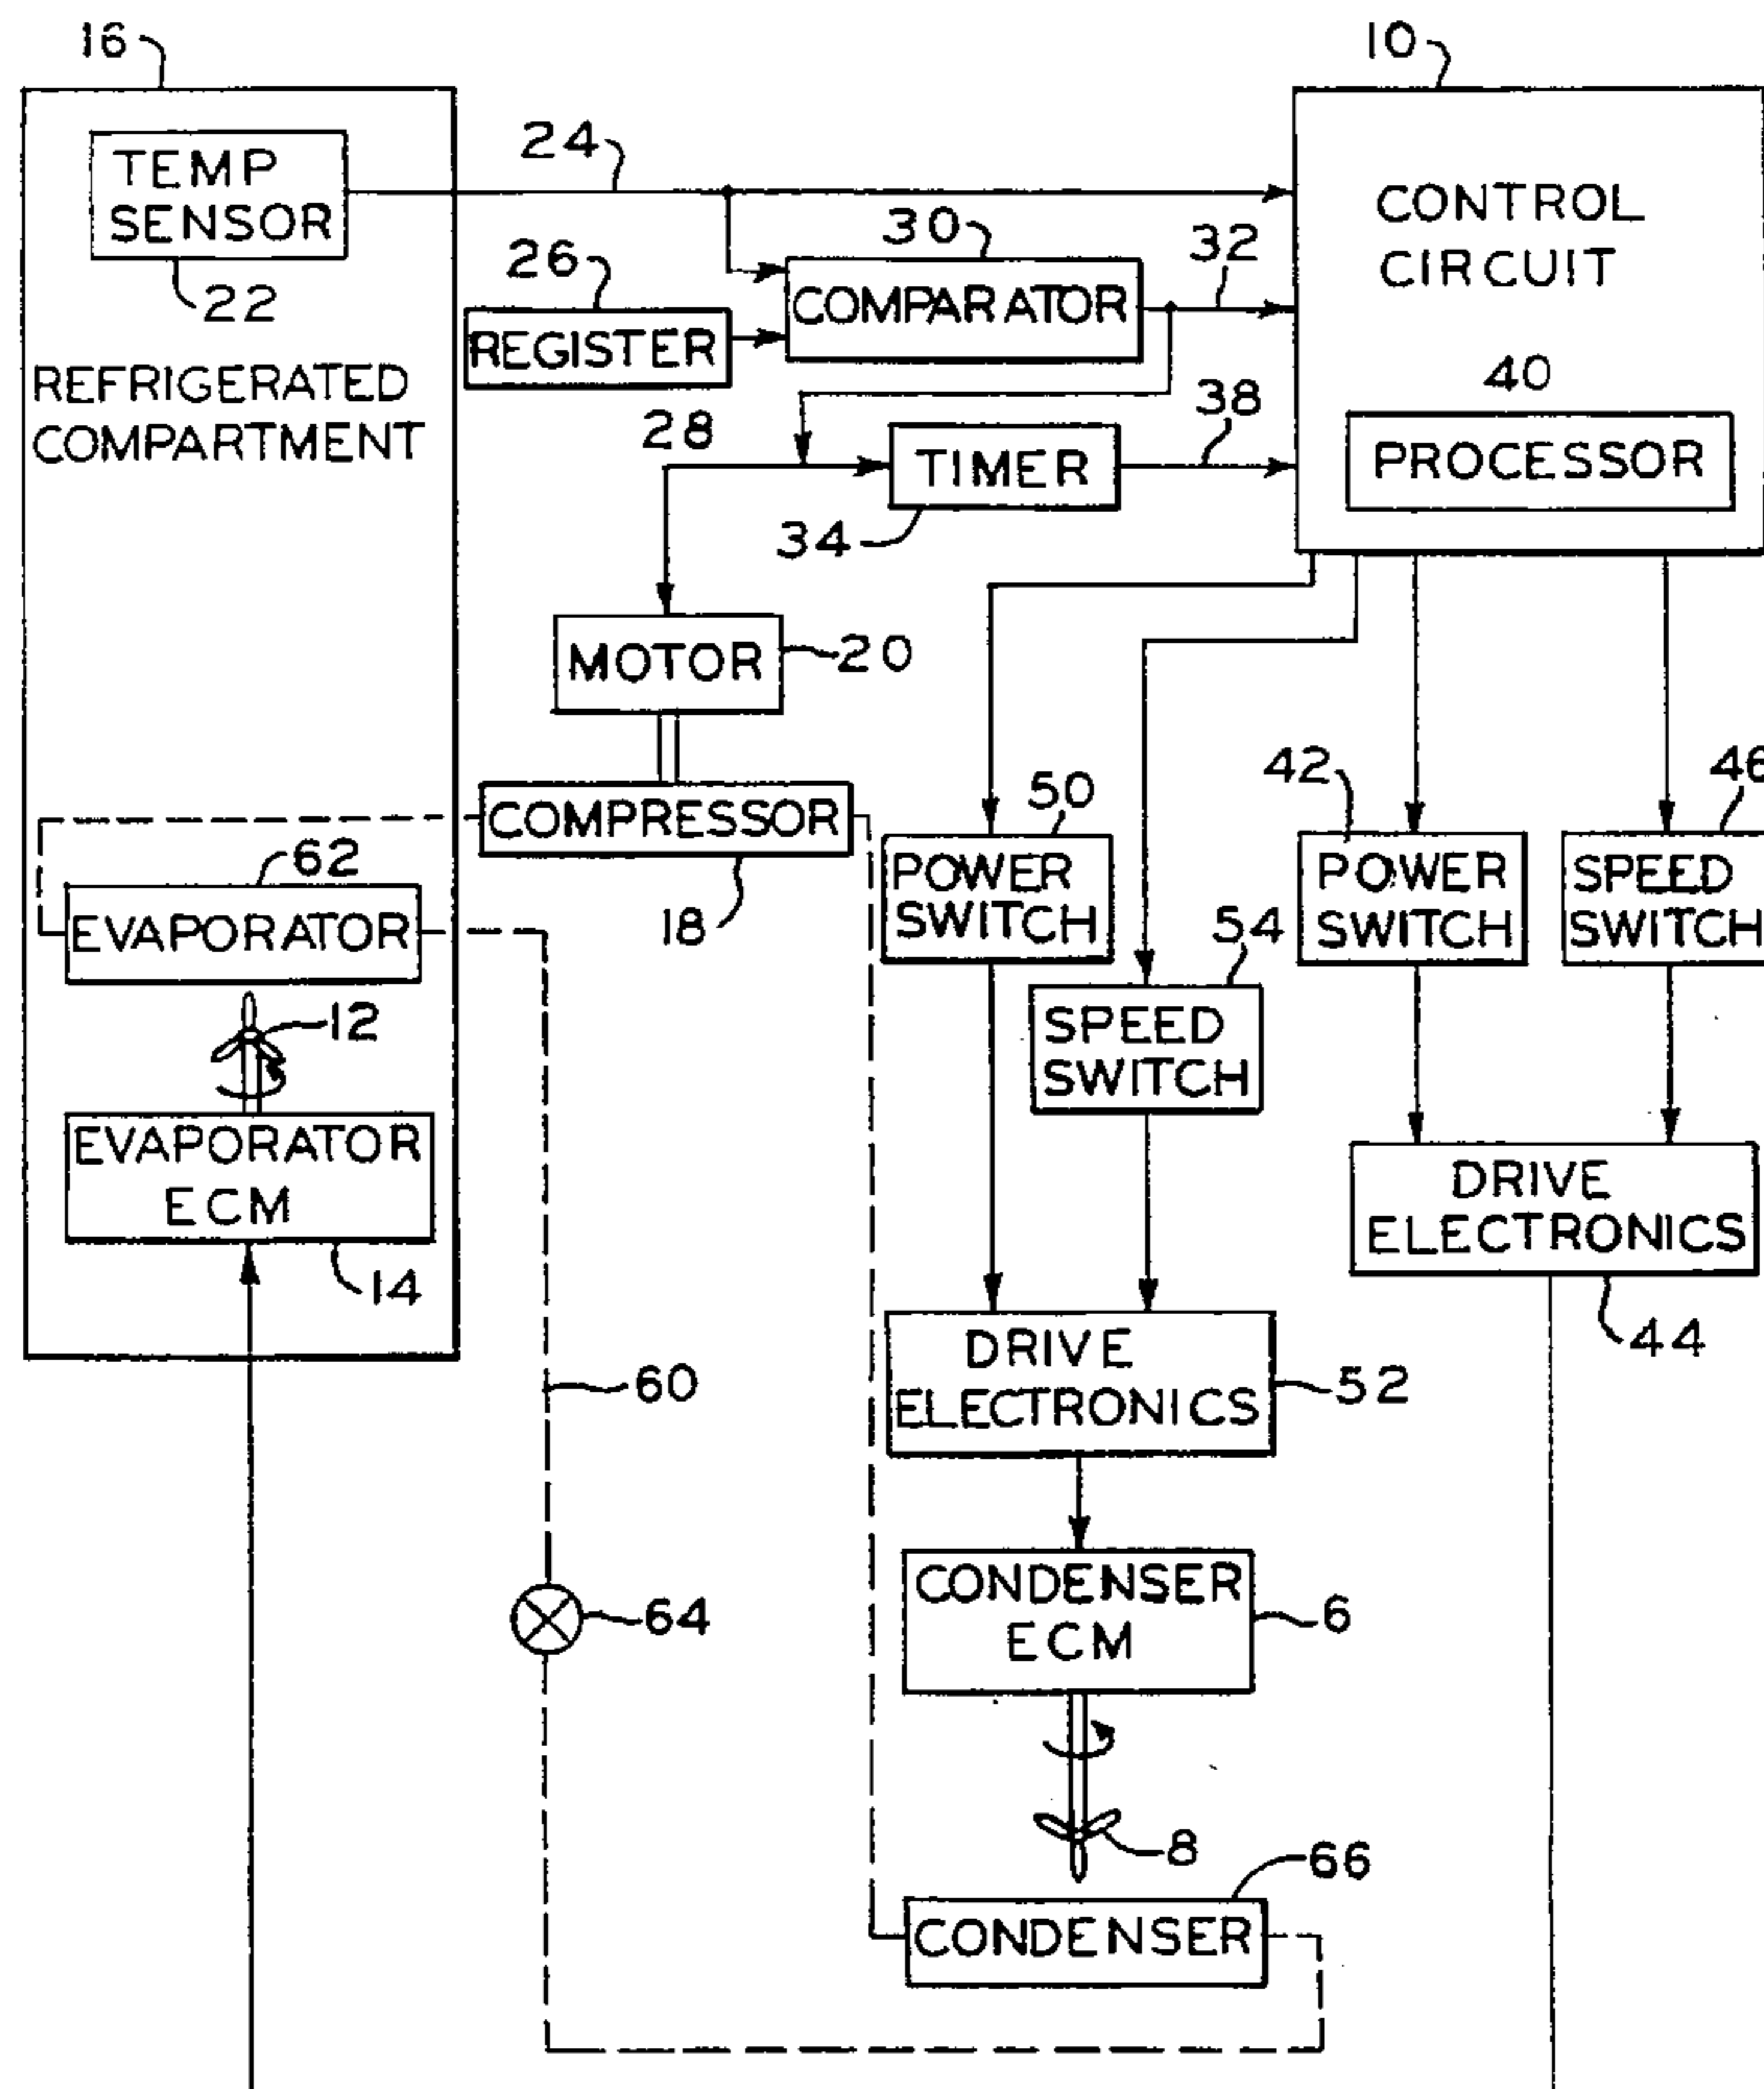 16
10
TEMP
SENSOR
22
24
CONTROL
CIRCUIT
30
32
26
COMPARATOR
REGISTER
REFRIGERATED
COMPARTMENT
28
38
40
PROCESSOR
TIMER
34
MOTOR
20
COMPRESSOR
18
50
42
46
POWER
SWITCH
POWER
SWITCH
SPEED
SWITCH
62
EVAPORATOR
54
SPEED
SWITCH
12
EVAPORATOR
ECM
14
DRIVE
ELECTRONICS
44
DRIVE
ELECTRONICS
52
60
CONDENSER
ECM
6
64
8
66
CONDENSER